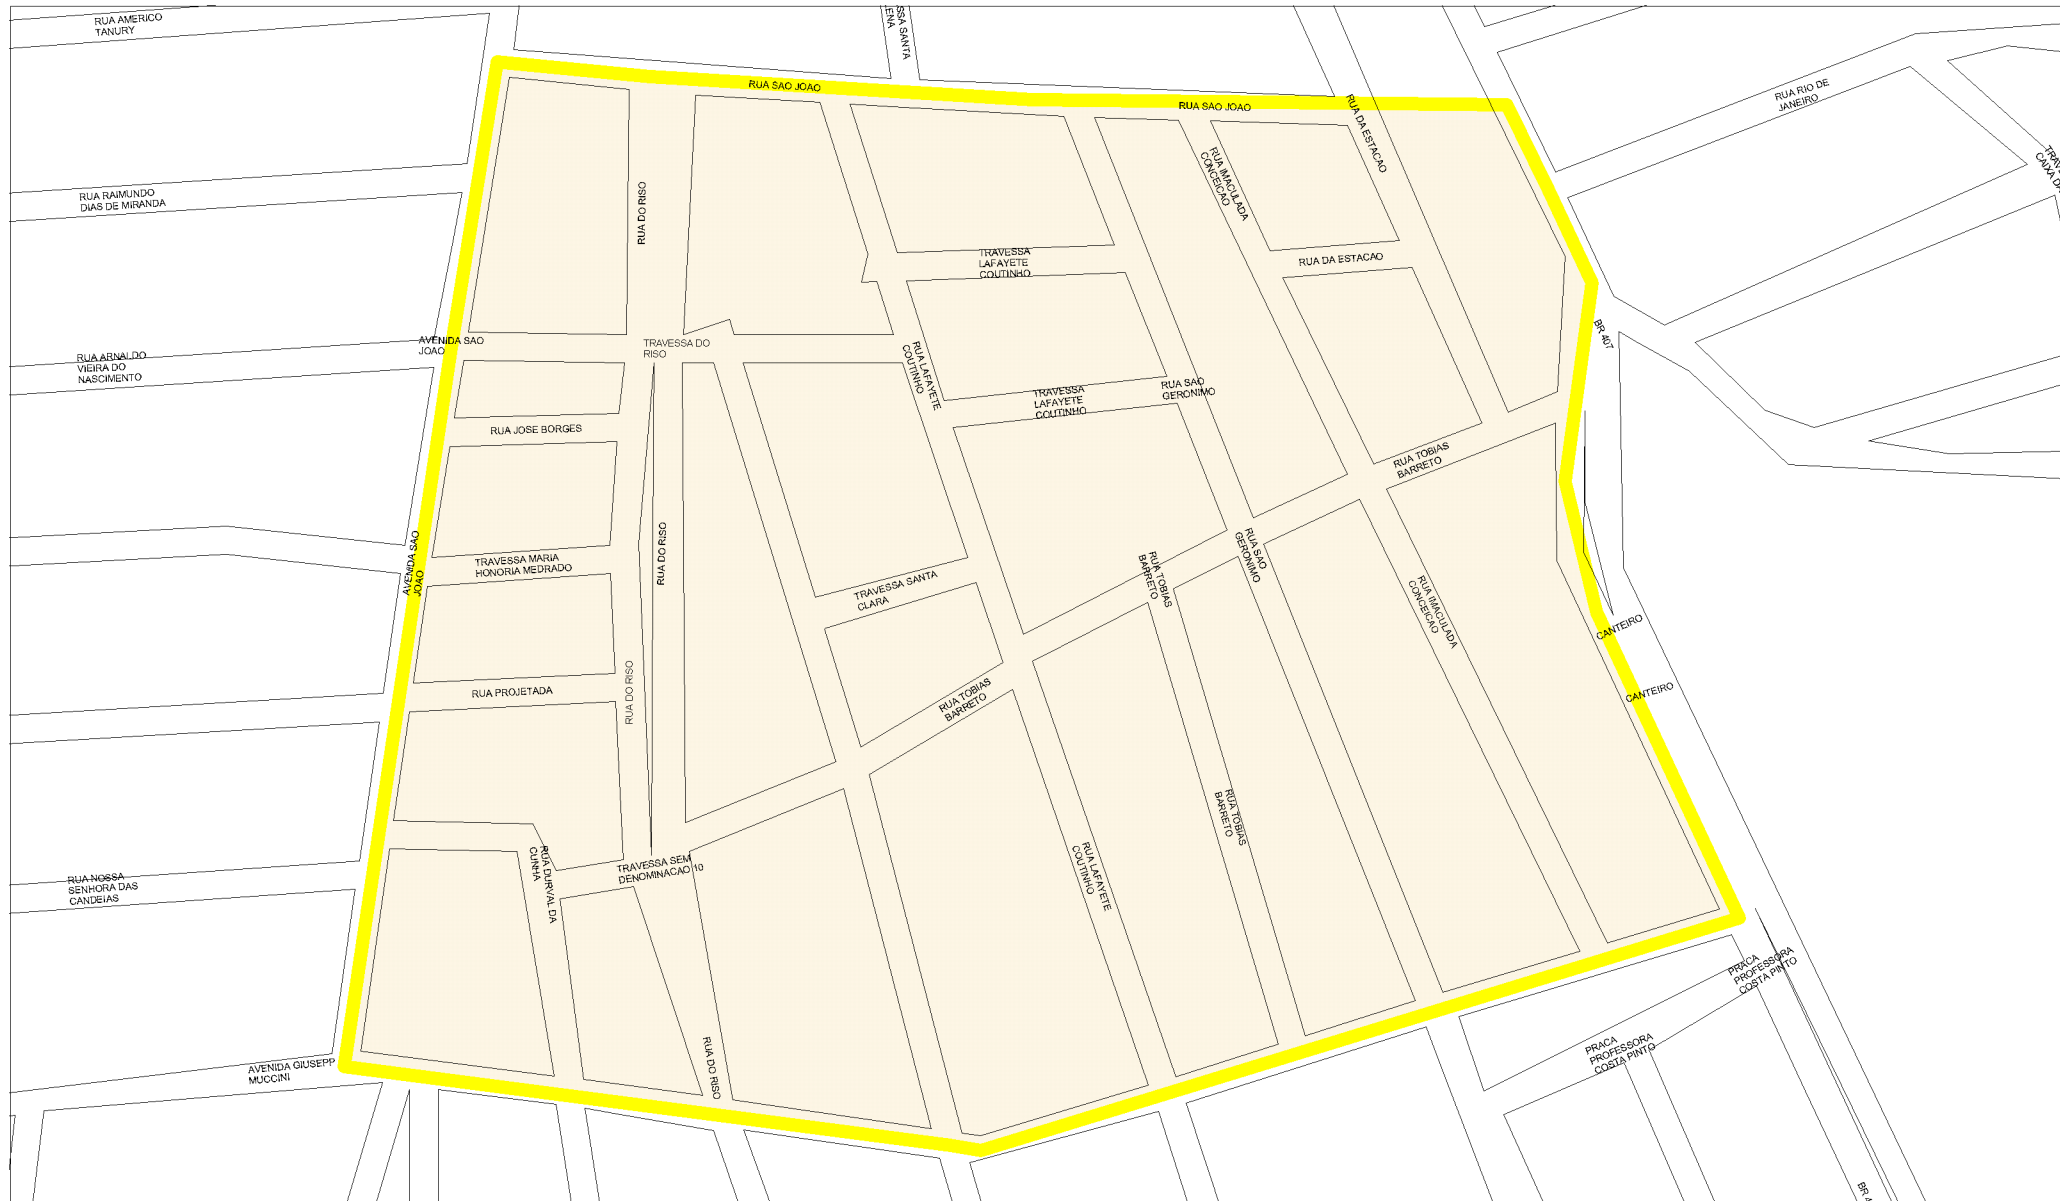 RUA AMERICO
TANURY
SSA SANTA
ENA
RUA SAO JOAO
RUA SAO JOAO
RUA DA ESTACAO
RUA RIO DE
JANEIRO
RUA RAIMUNDO
DIAS DE MIRANDA
RUA DO RISO
RUA IMACULADA
CONCEICAO
TRAVESSA
LAFAYETE
COUTINHO
RUA DA ESTACAO
AVENIDA SAO
JOAO
TRAVESSA DO
RISO
BR 407
RUA ARNALDO
VIEIRA DO
NASCIMENTO
RUA LAFAYETE
COUTINHO
TRAVESSA
LAFAYETE
COUTINHO
RUA SAO
GERONIMO
RUA JOSE BORGES
RUA TOBIAS
BARRETO
AVENIDA SAO
JOAO
TRAVESSA MARIA
HONORIA MEDRADO
RUA DO RISO
TRAVESSA SANTA
CLARA
RUA TOBIAS
BARRETO
RUA SAO
GERONIMO
RUA IMACULADA
CONCEICAO
CANTEIRO
RUA PROJETADA
RUA DO RISO
RUA TOBIAS
BARRETO
CANTEIRO
RUA TOBIAS
BARRETO
RUA NOSSA
SENHORA DAS
CANDEIAS
RUA DURVAL DA
CUNHA
TRAVESSA SEM
DENOMINACAO 10
RUA LAFAYETE
COUTINHO
PRACA
PROFESSORA
COSTA PINTO
AVENIDA GIUSEPP
MUCCINI
RUA DO RISO
PRACA
PROFESSORA
COSTA PINTO